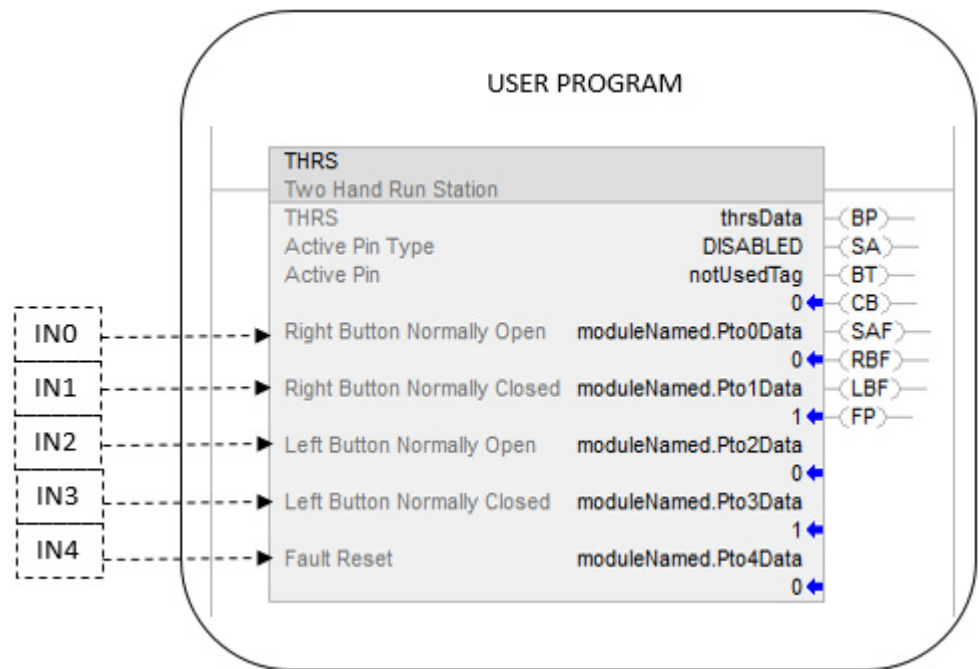 USER PROGRAM
THRS
Two Hand Run Station
THRS thrsData (BP)
Active Pin Type DISABLED (SA)
Active Pin notUsedTag (BT)
0 (CB)
IN0 Right Button Normally Open moduleNamed.Pto0Data (SAF)
0 (RBF)
IN1 Right Button Normally Closed moduleNamed.Pto1Data (LBF)
1 (FP)
IN2 Left Button Normally Open moduleNamed.Pto2Data
0
IN3 Left Button Normally Closed moduleNamed.Pto3Data
1
IN4 Fault Reset moduleNamed.Pto4Data
0